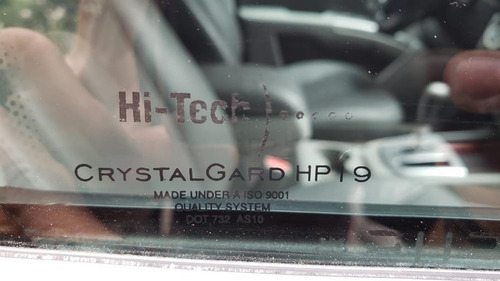 Hi-Tech
CRYSTALGARD HP19
MADE UNDER A ISO 9001
QUALITY SYSTEM
DOT 732 AS10